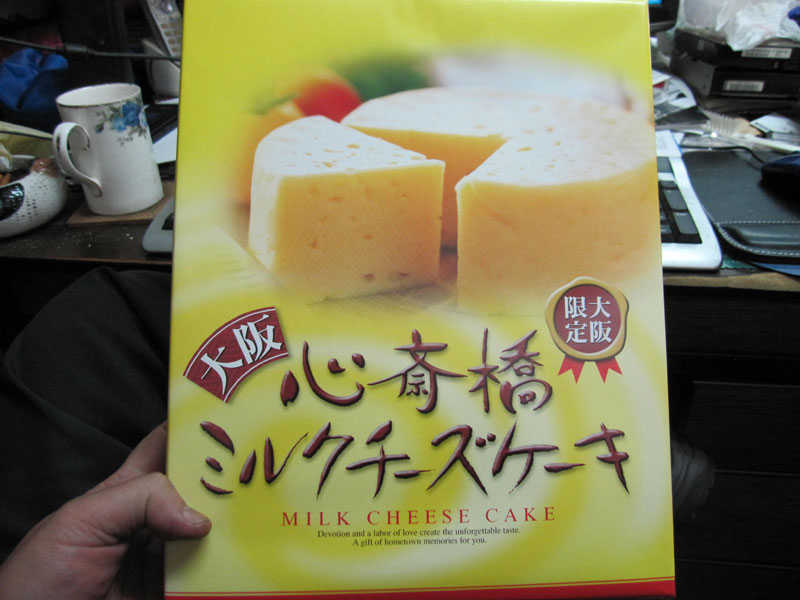 大阪
限定
大阪
心斎橋
ミルクチーズケーキ
MILK CHEESE CAKE
Devotion and a labor of love create the unforgettable taste.
A gift of hometown memories for you.